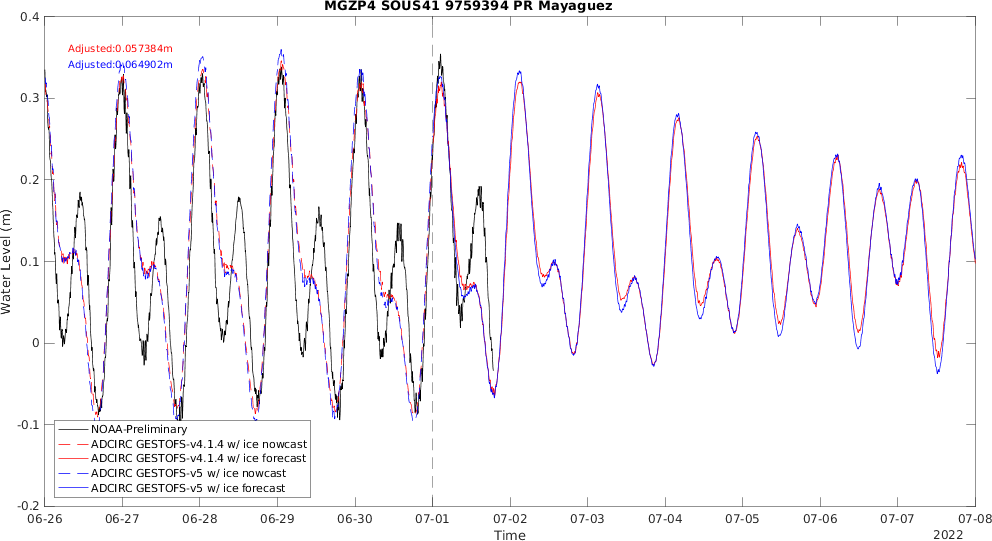 MGZP4 SOUS41 9759394 PR Mayaguez
0.4
0.3
0.2
0.1
0
-0.1
-0.2
Water Level (m)
Adjusted:0.057384m
Adjusted:0.064902m
NOAA-Preliminary
ADCIRC GESTOFS-v4.1.4 w/ ice nowcast
ADCIRC GESTOFS-v4.1.4 w/ ice forecast
ADCIRC GESTOFS-v5 w/ ice nowcast
ADCIRC GESTOFS-v5 w/ ice forecast
06-26 06-27 06-28 06-29 06-30 07-01 07-02 07-03 07-04 07-05 07-06 07-07 07-08
Time
2022